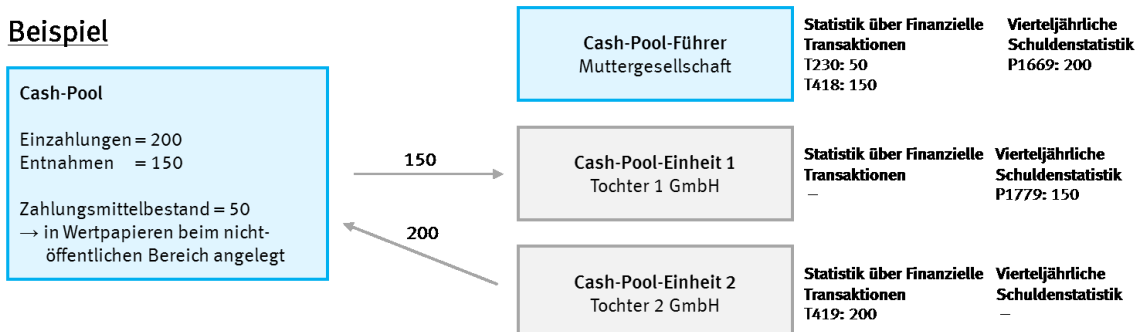 Beispiel
Cash-Pool
Einzahlungen = 200
Entnahmen = 150
Zahlungsmittelbestand = 50
→ in Wertpapieren beim nicht-
öffentlichen Bereich angelegt
150
200
Cash-Pool-Führer
Muttergesellschaft
Statistik über Finanzielle
Transaktionen
T230: 50
T418: 150
Vierteljährliche
Schuldenstatistik
P1669: 200
Cash-Pool-Einheit 1
Tochter 1 GmbH
Statistik über Finanzielle
Transaktionen
–
Vierteljährliche
Schuldenstatistik
P1779: 150
Cash-Pool-Einheit 2
Tochter 2 GmbH
Statistik über Finanzielle
Transaktionen
T419: 200
Vierteljährliche
Schuldenstatistik
–